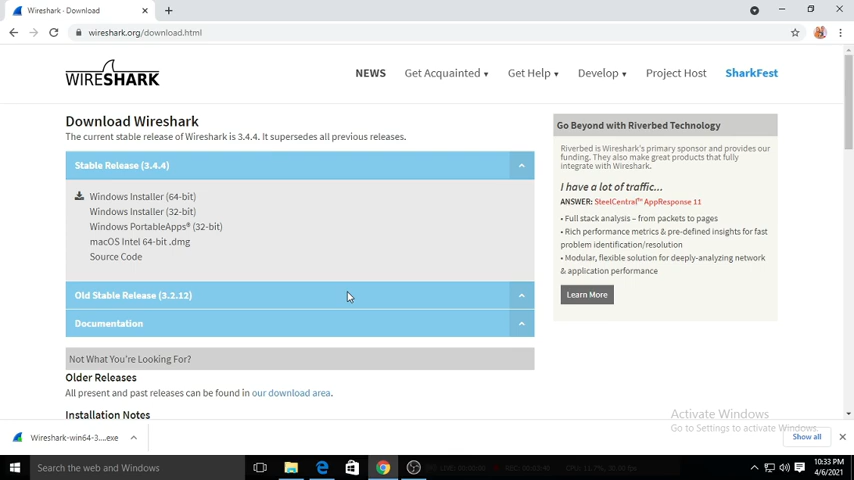 Wireshark · Download
wireshark.org/download.html
WIRESHARK
NEWS Get Acquainted Get Help Develop Project Host SharkFest
Download Wireshark
The current stable release of Wireshark is 3.4.4. It supersedes all previous releases.
Stable Release (3.4.4)
Windows Installer (64-bit)
Windows Installer (32-bit)
Windows PortableApps® (32-bit)
macOS Intel 64-bit .dmg
Source Code
Old Stable Release (3.2.12)
Documentation
Not What You're Looking For?
Older Releases
All present and past releases can be found in our download area.
Installation Notes
Go Beyond with Riverbed Technology
Riverbed is Wireshark's primary sponsor and provides our
funding. They also make great products that fully
integrate with Wireshark.
I have a lot of traffic...
ANSWER: SteelCentral™ AppResponse 11
• Full stack analysis – from packets to pages
• Rich performance metrics & pre-defined insights for fast
problem identification/resolution
• Modular, flexible solution for deeply-analyzing network
& application performance
Learn More
Activate Windows
Go to Settings to activate Windows.
Wireshark-win64-3....exe
Show all
Search the web and Windows
10:33 PM
4/6/2021